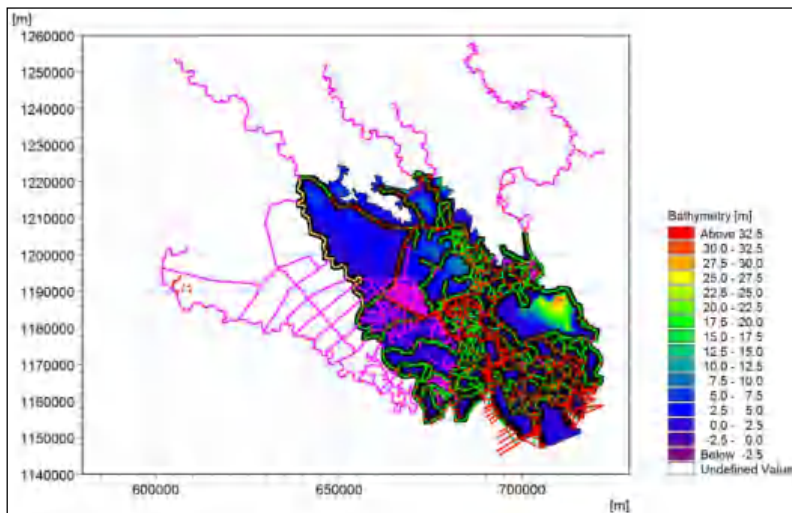 [m]
1260000
1250000
1240000
1230000
1220000
1210000
1200000
1190000
1180000
1170000
1160000
1150000
1140000
600000 650000 700000
[m]
Bathymetry [m]
Above 32.5
30.0 - 32.5
27.5 - 30.0
25.0 - 27.5
22.5 - 25.0
20.0 - 22.5
17.5 - 20.0
15.0 - 17.5
12.5 - 15.0
10.0 - 12.5
7.5 - 10.0
5.0 - 7.5
2.5 - 5.0
0.0 - 2.5
-2.5 - 0.0
Below -2.5
Undefined Value